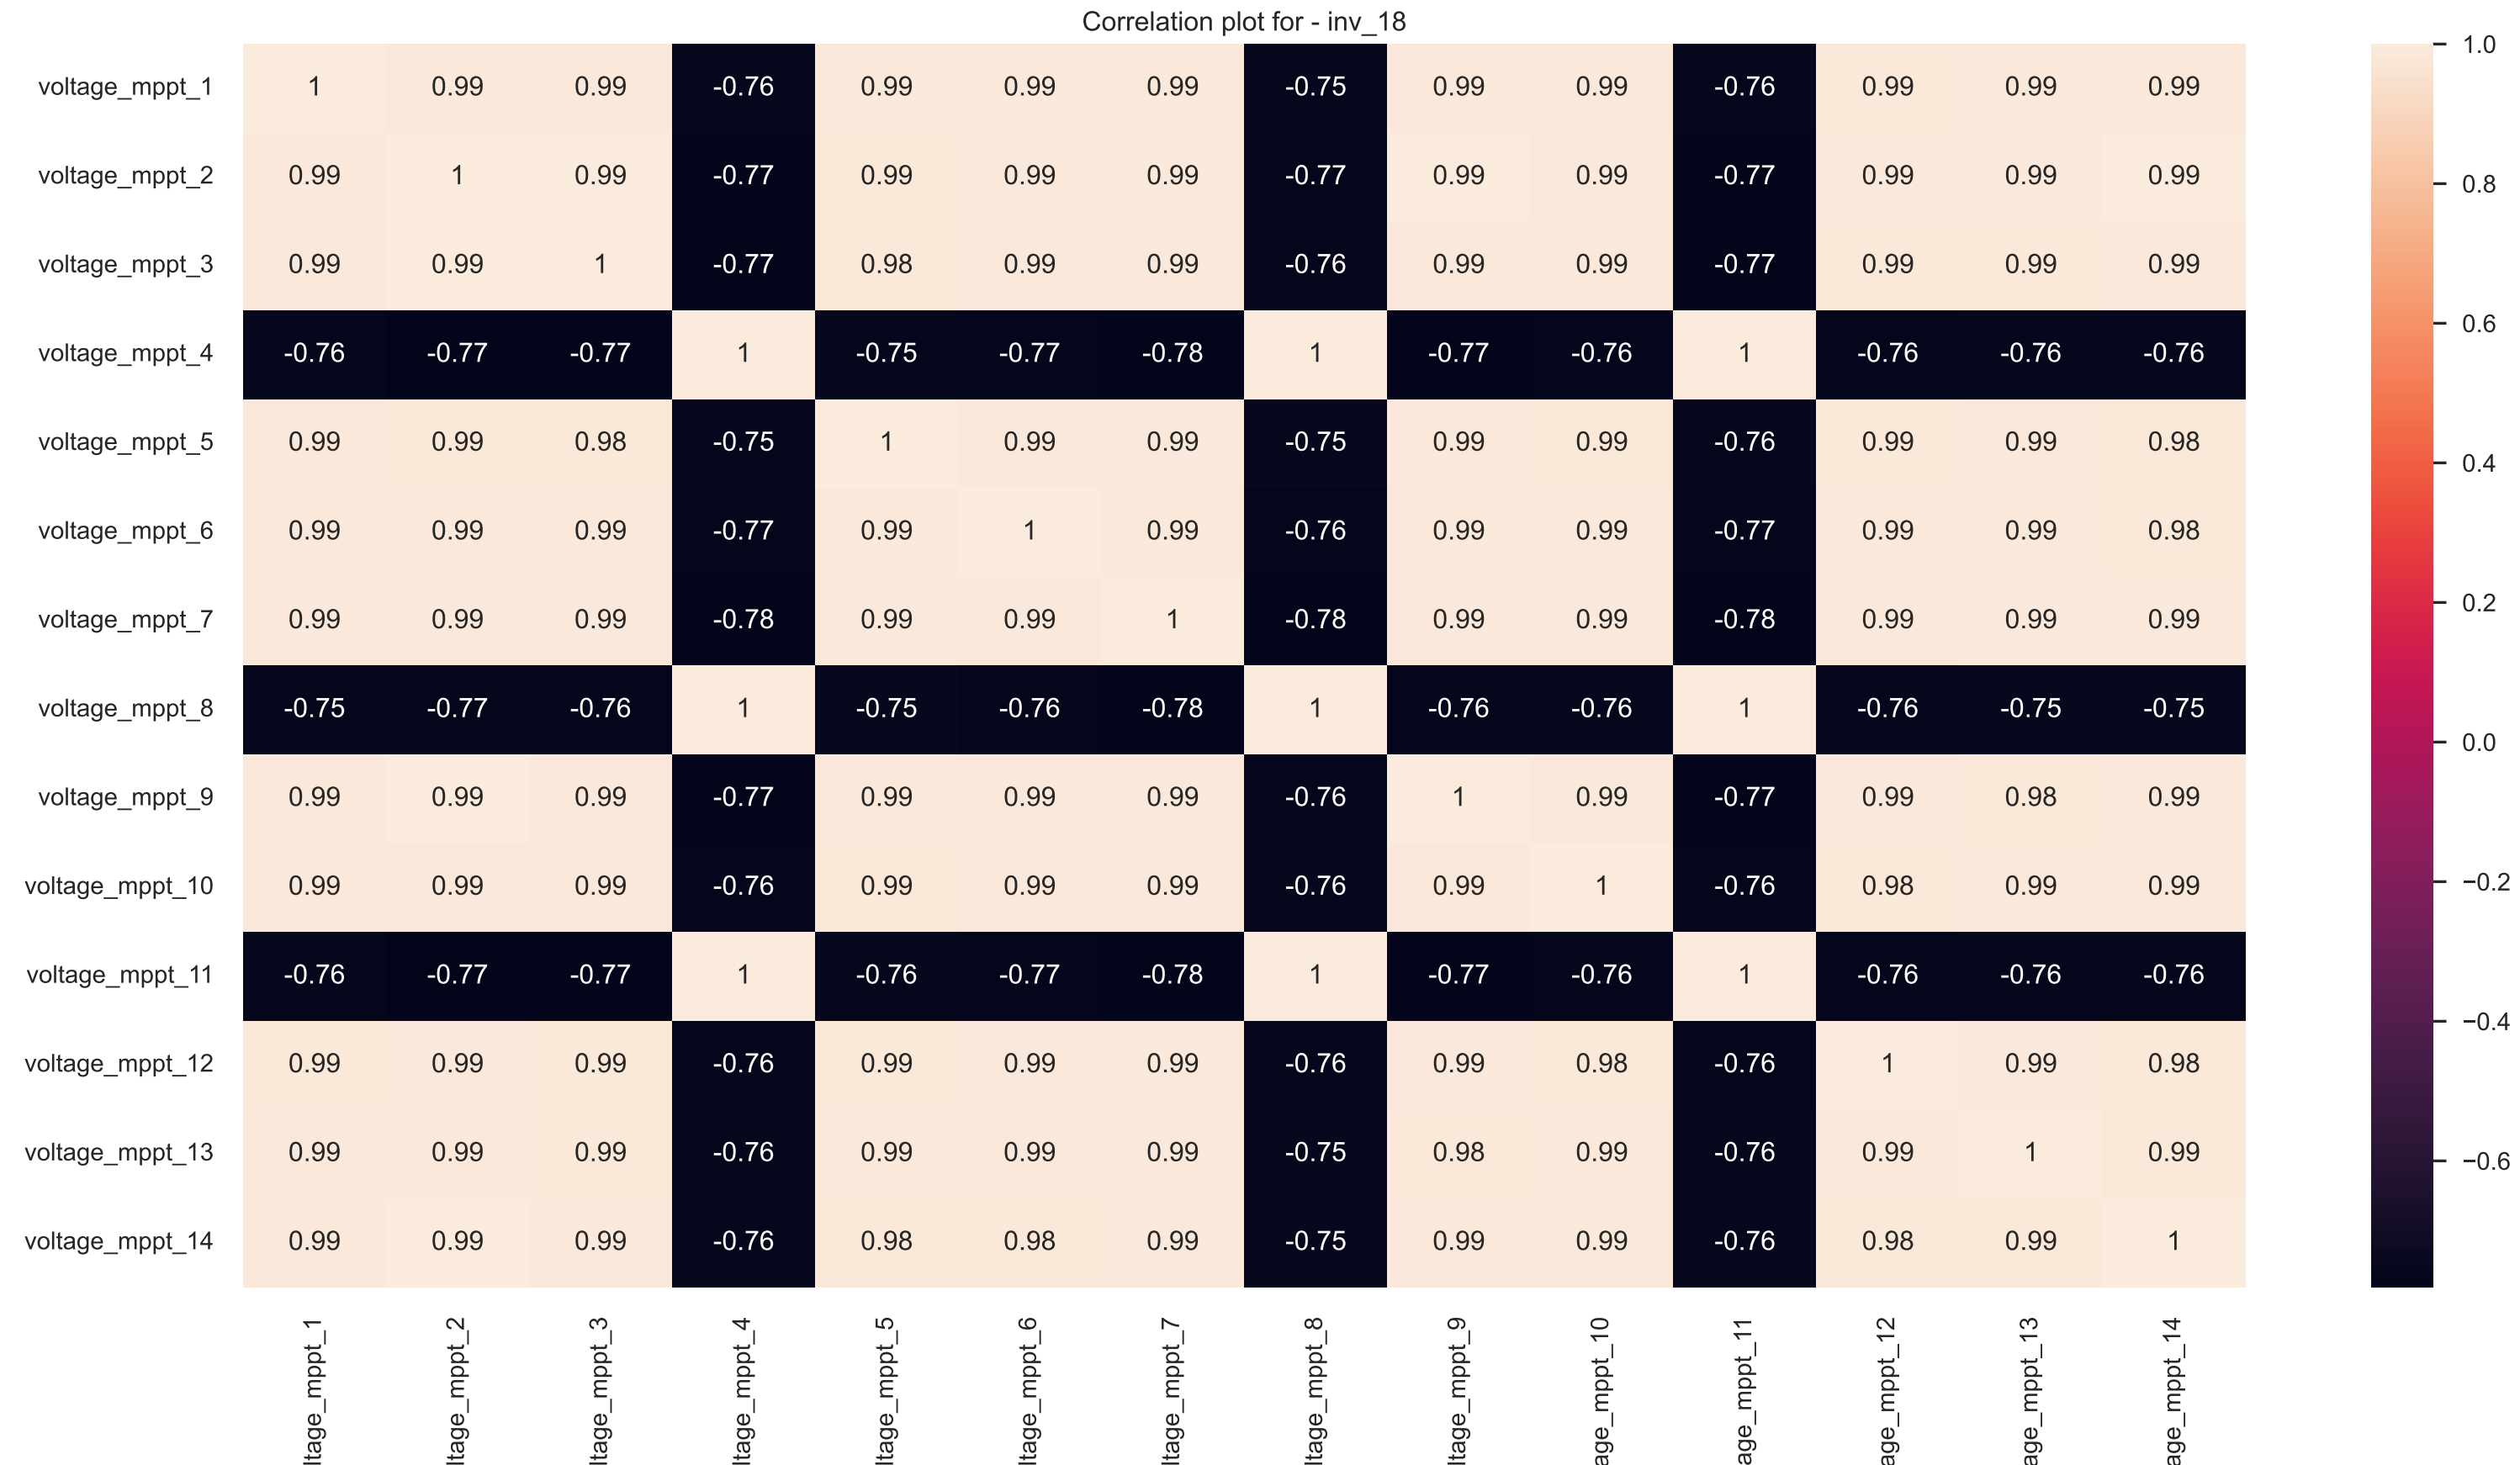 Correlation plot for - inv_18
voltage_mppt_1 1 0.99 0.99 -0.76 0.99 0.99 0.99 -0.75 0.99 0.99 -0.76 0.99 0.99 0.99
voltage_mppt_2 0.99 1 0.99 -0.77 0.99 0.99 0.99 -0.77 0.99 0.99 -0.77 0.99 0.99 0.99
voltage_mppt_3 0.99 0.99 1 -0.77 0.98 0.99 0.99 -0.76 0.99 0.99 -0.77 0.99 0.99 0.99
voltage_mppt_4 -0.76 -0.77 -0.77 1 -0.75 -0.77 -0.78 1 -0.77 -0.76 1 -0.76 -0.76 -0.76
voltage_mppt_5 0.99 0.99 0.98 -0.75 1 0.99 0.99 -0.75 0.99 0.99 -0.76 0.99 0.99 0.98
voltage_mppt_6 0.99 0.99 0.99 -0.77 0.99 1 0.99 -0.76 0.99 0.99 -0.77 0.99 0.99 0.98
voltage_mppt_7 0.99 0.99 0.99 -0.78 0.99 0.99 1 -0.78 0.99 0.99 -0.78 0.99 0.99 0.99
voltage_mppt_8 -0.75 -0.77 -0.76 1 -0.75 -0.76 -0.78 1 -0.76 -0.76 1 -0.76 -0.75 -0.75
voltage_mppt_9 0.99 0.99 0.99 -0.77 0.99 0.99 0.99 -0.76 1 0.99 -0.77 0.99 0.98 0.99
voltage_mppt_10 0.99 0.99 0.99 -0.76 0.99 0.99 0.99 -0.76 0.99 1 -0.76 0.98 0.99 0.99
voltage_mppt_11 -0.76 -0.77 -0.77 1 -0.76 -0.77 -0.78 1 -0.77 -0.76 1 -0.76 -0.76 -0.76
voltage_mppt_12 0.99 0.99 0.99 -0.76 0.99 0.99 0.99 -0.76 0.99 0.98 -0.76 1 0.99 0.98
voltage_mppt_13 0.99 0.99 0.99 -0.76 0.99 0.99 0.99 -0.75 0.98 0.99 -0.76 0.99 1 0.99
voltage_mppt_14 0.99 0.99 0.99 -0.76 0.98 0.98 0.99 -0.75 0.99 0.99 -0.76 0.98 0.99 1
ltage_mppt_1
ltage_mppt_2
ltage_mppt_3
ltage_mppt_4
ltage_mppt_5
ltage_mppt_6
ltage_mppt_7
ltage_mppt_8
ltage_mppt_9
age_mppt_10
age_mppt_11
age_mppt_12
age_mppt_13
age_mppt_14
1.0
0.8
0.6
0.4
0.2
0.0
−0.2
−0.4
−0.6